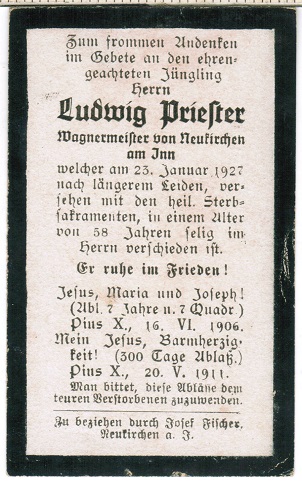 Zum frommen Andenken
im Gebete an den ehren-
geachteten Jüngling
Herrn
Ludwig Priester
Wagnermeister von Neukirchen
am Inn
welcher am 23. Januar 1927
nach längerem Leiden, ver-
sehen mit den heil. Sterb-
sakramenten, in einem Alter
von 58 Jahren selig im
Herrn verschieden ist.
Er ruhe im Frieden!
Jesus, Maria und Joseph!
(Abl. 7 Jahre u. 7 Quadr.)
Pius X., 16. VI. 1906.
Mein Jesus, Barmherzig-
keit! (300 Tage Ablaß.)
Pius X., 20. V. 1911.
Man bittet, diese Abläne dem
teuren Verstorbenen zuzuwenden.
Zu beziehen durch Josef Fischer,
Neukirchen a. J.